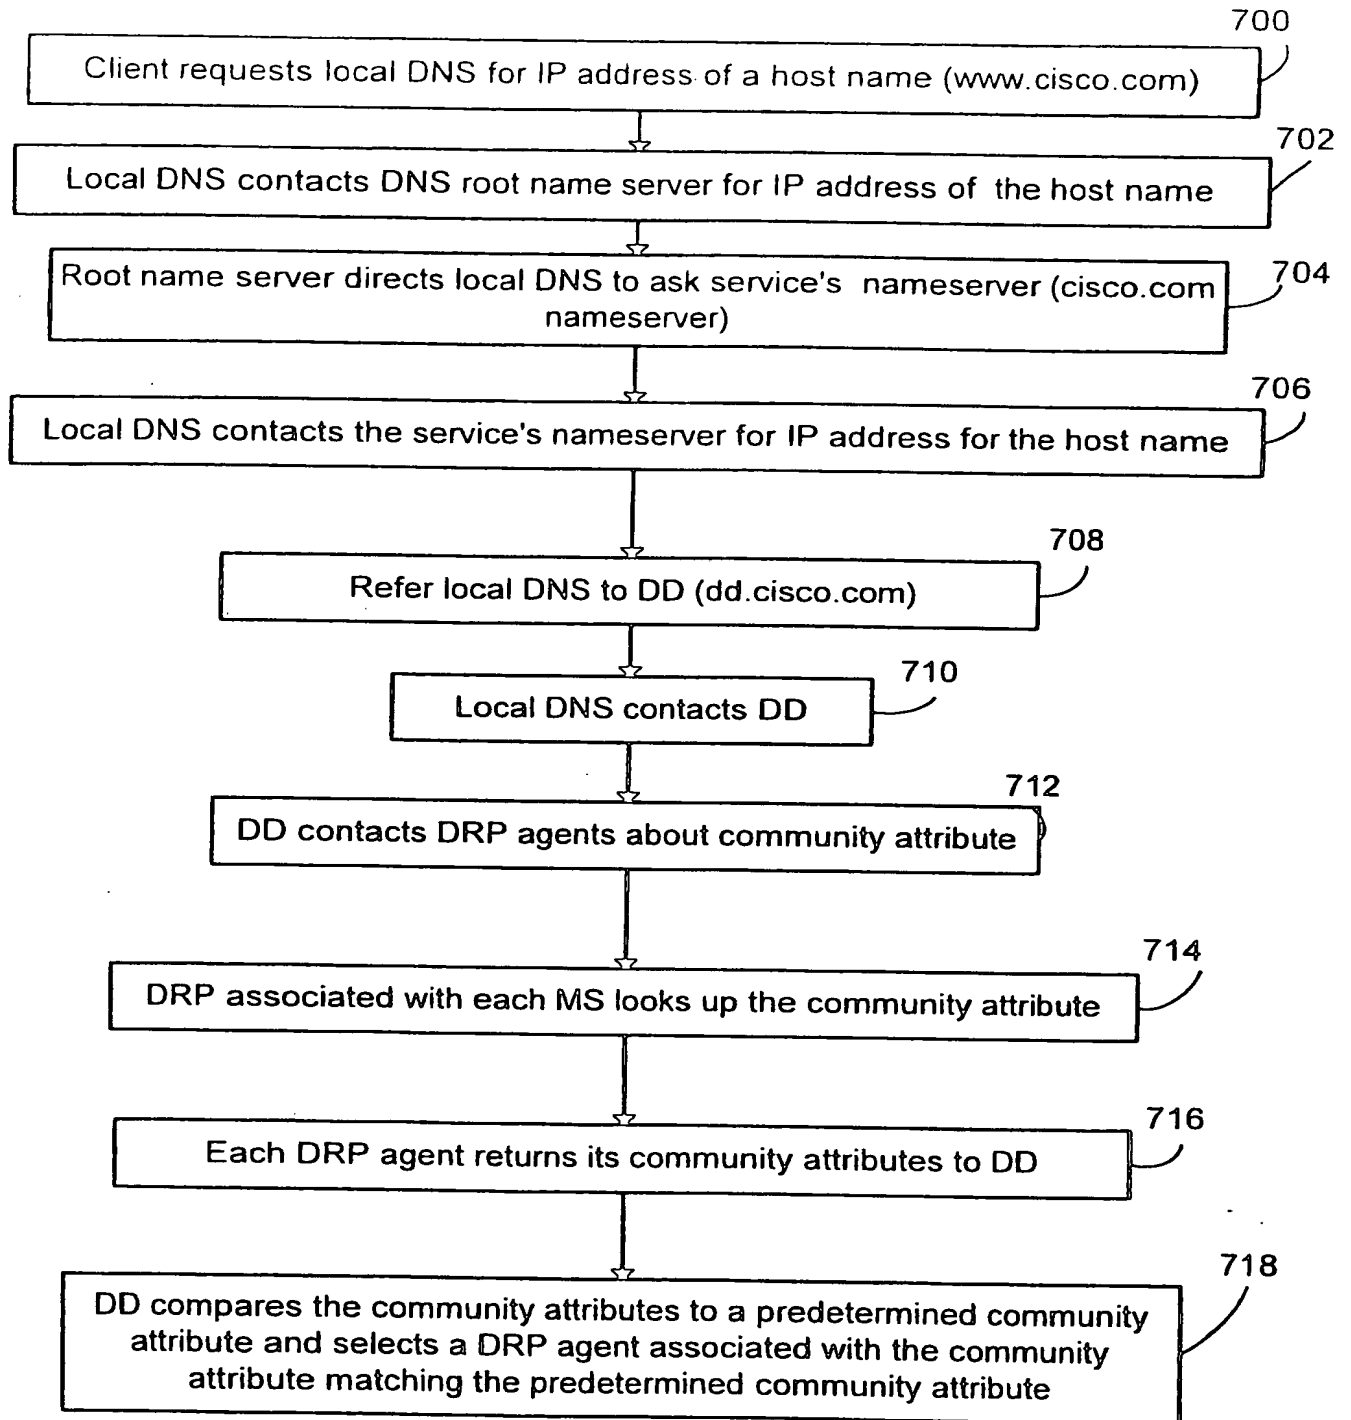 700
Client requests local DNS for IP address of a host name (www.cisco.com)
702
Local DNS contacts DNS root name server for IP address of the host name
704
Root name server directs local DNS to ask service's nameserver (cisco.com
nameserver)
706
Local DNS contacts the service's nameserver for IP address for the host name
708
Refer local DNS to DD (dd.cisco.com)
710
Local DNS contacts DD
712
DD contacts DRP agents about community attribute
714
DRP associated with each MS looks up the community attribute
716
Each DRP agent returns its community attributes to DD
718
DD compares the community attributes to a predetermined community
attribute and selects a DRP agent associated with the community
attribute matching the predetermined community attribute